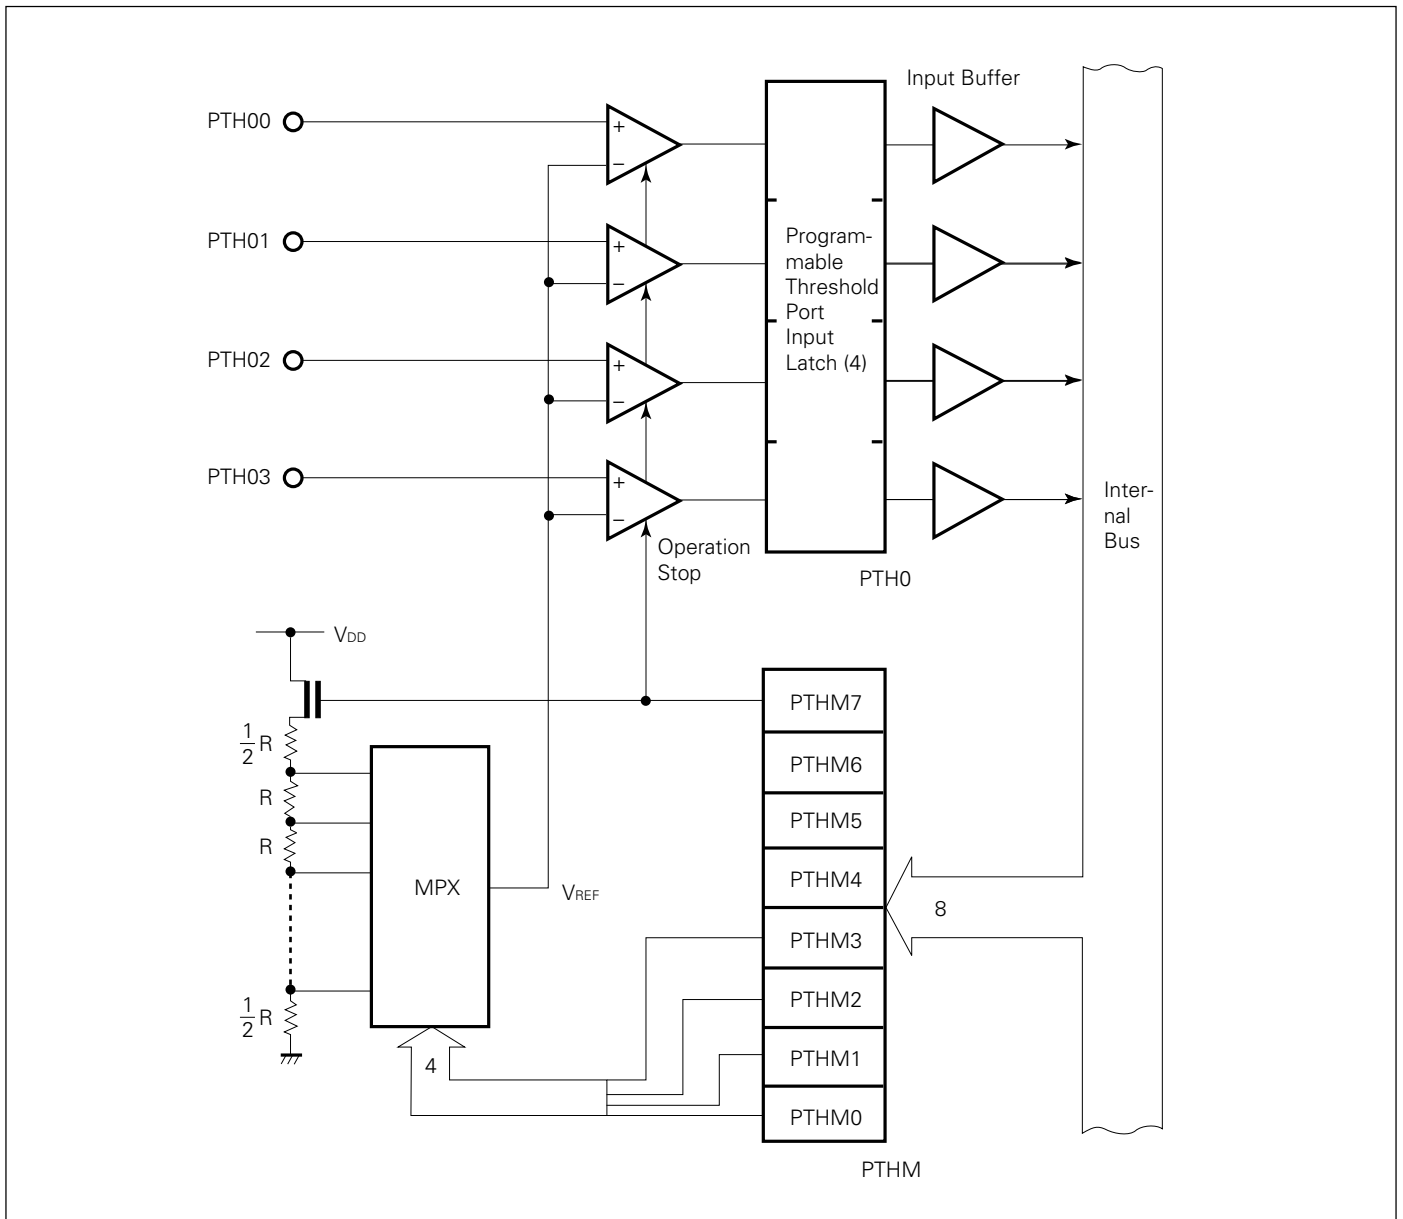 Input Buffer
PTH00
+
−
PTH01
+
−
Program-
mable
Threshold
Port
Input
Latch (4)
PTH02
+
−
PTH03
+
−
Inter-
nal
Bus
Operation
Stop
PTH0
VDD
PTHM7
1
2
R
PTHM6
R
PTHM5
R
MPX
VREF
PTHM4
8
PTHM3
PTHM2
1
2
R
4
PTHM1
PTHM0
PTHM